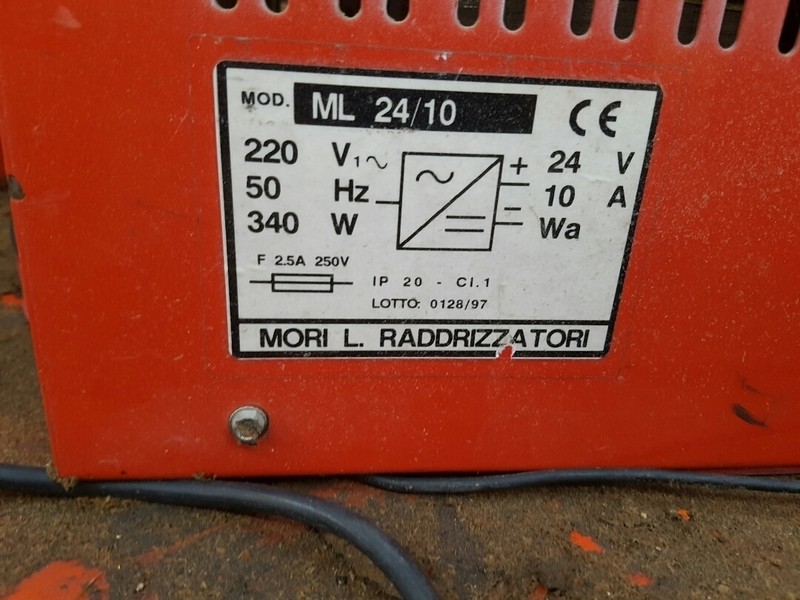 MOD. ML 24/10 CE
220 V 1~ + 24 V
50 Hz - 10 A
340 W Wa
F 2.5A 250V
IP 20 - Cl.1
LOTTO: 0128/97
MORI L. RADDRIZZATORI